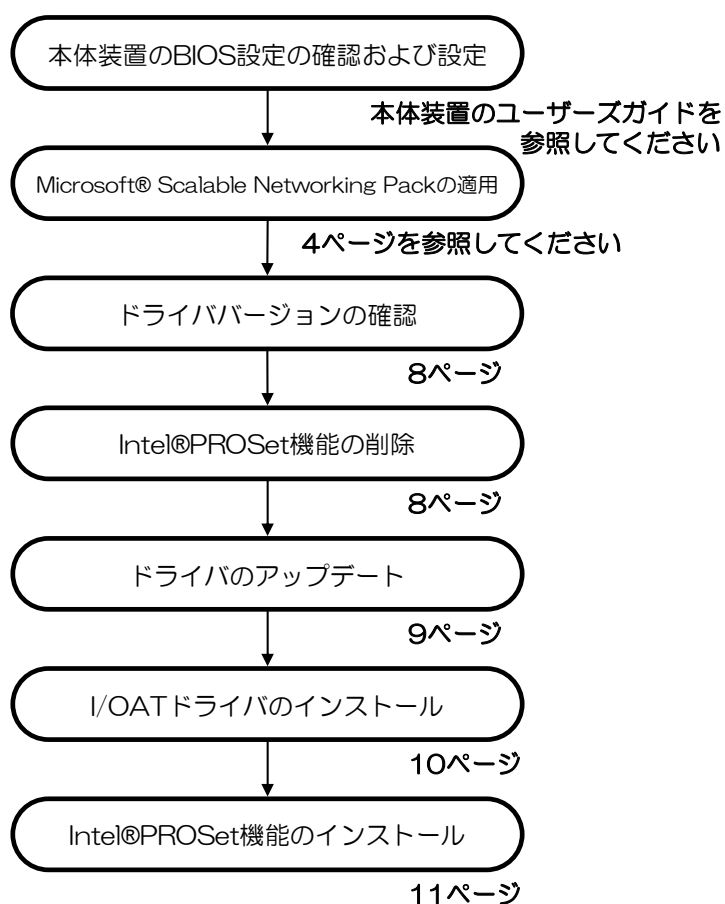 本体装置のBIOS設定の確認および設定
本体装置のユーザーズガイドを
参照してください
Microsoft® Scalable Networking Packの適用
4ページを参照してください
ドライババージョンの確認
8ページ
Intel®PROSet機能の削除
8ページ
ドライバのアップデート
9ページ
I/OATドライバのインストール
10ページ
Intel®PROSet機能のインストール
11ページ